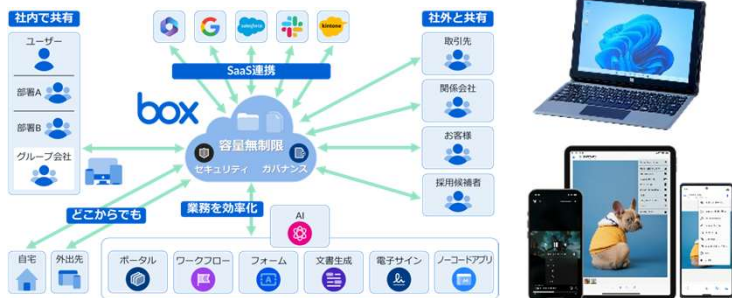 社内で共有
ユーザー
部署A
部署B
グループ会社
salesforce
kintone
SaaS連携
box
容量無制限
セキュリティ
ガバナンス
社外と共有
取引先
関係会社
お客様
採用候補者
どこからでも
業務を効率化
自宅
外出先
AI
ポータル
ワークフロー
フォーム
文書生成
電子サイン
ノーコードアプリ